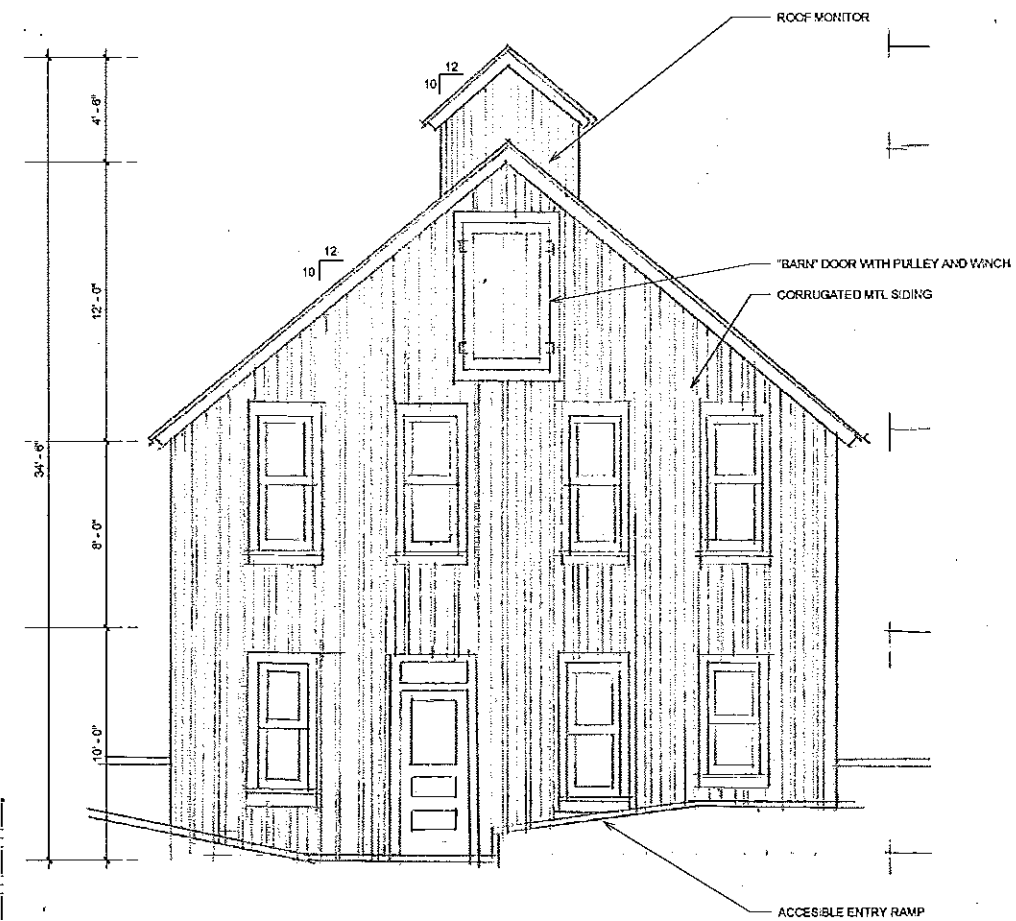 ROOF MONITOR
12
10
4' - 6"
12
10
"BARN" DOOR WITH PULLEY AND WINCH
CORRUGATED MTL SIDING
12' - 0"
34' - 6"
8' - 0"
10' - 0"
ACCESIBLE ENTRY RAMP